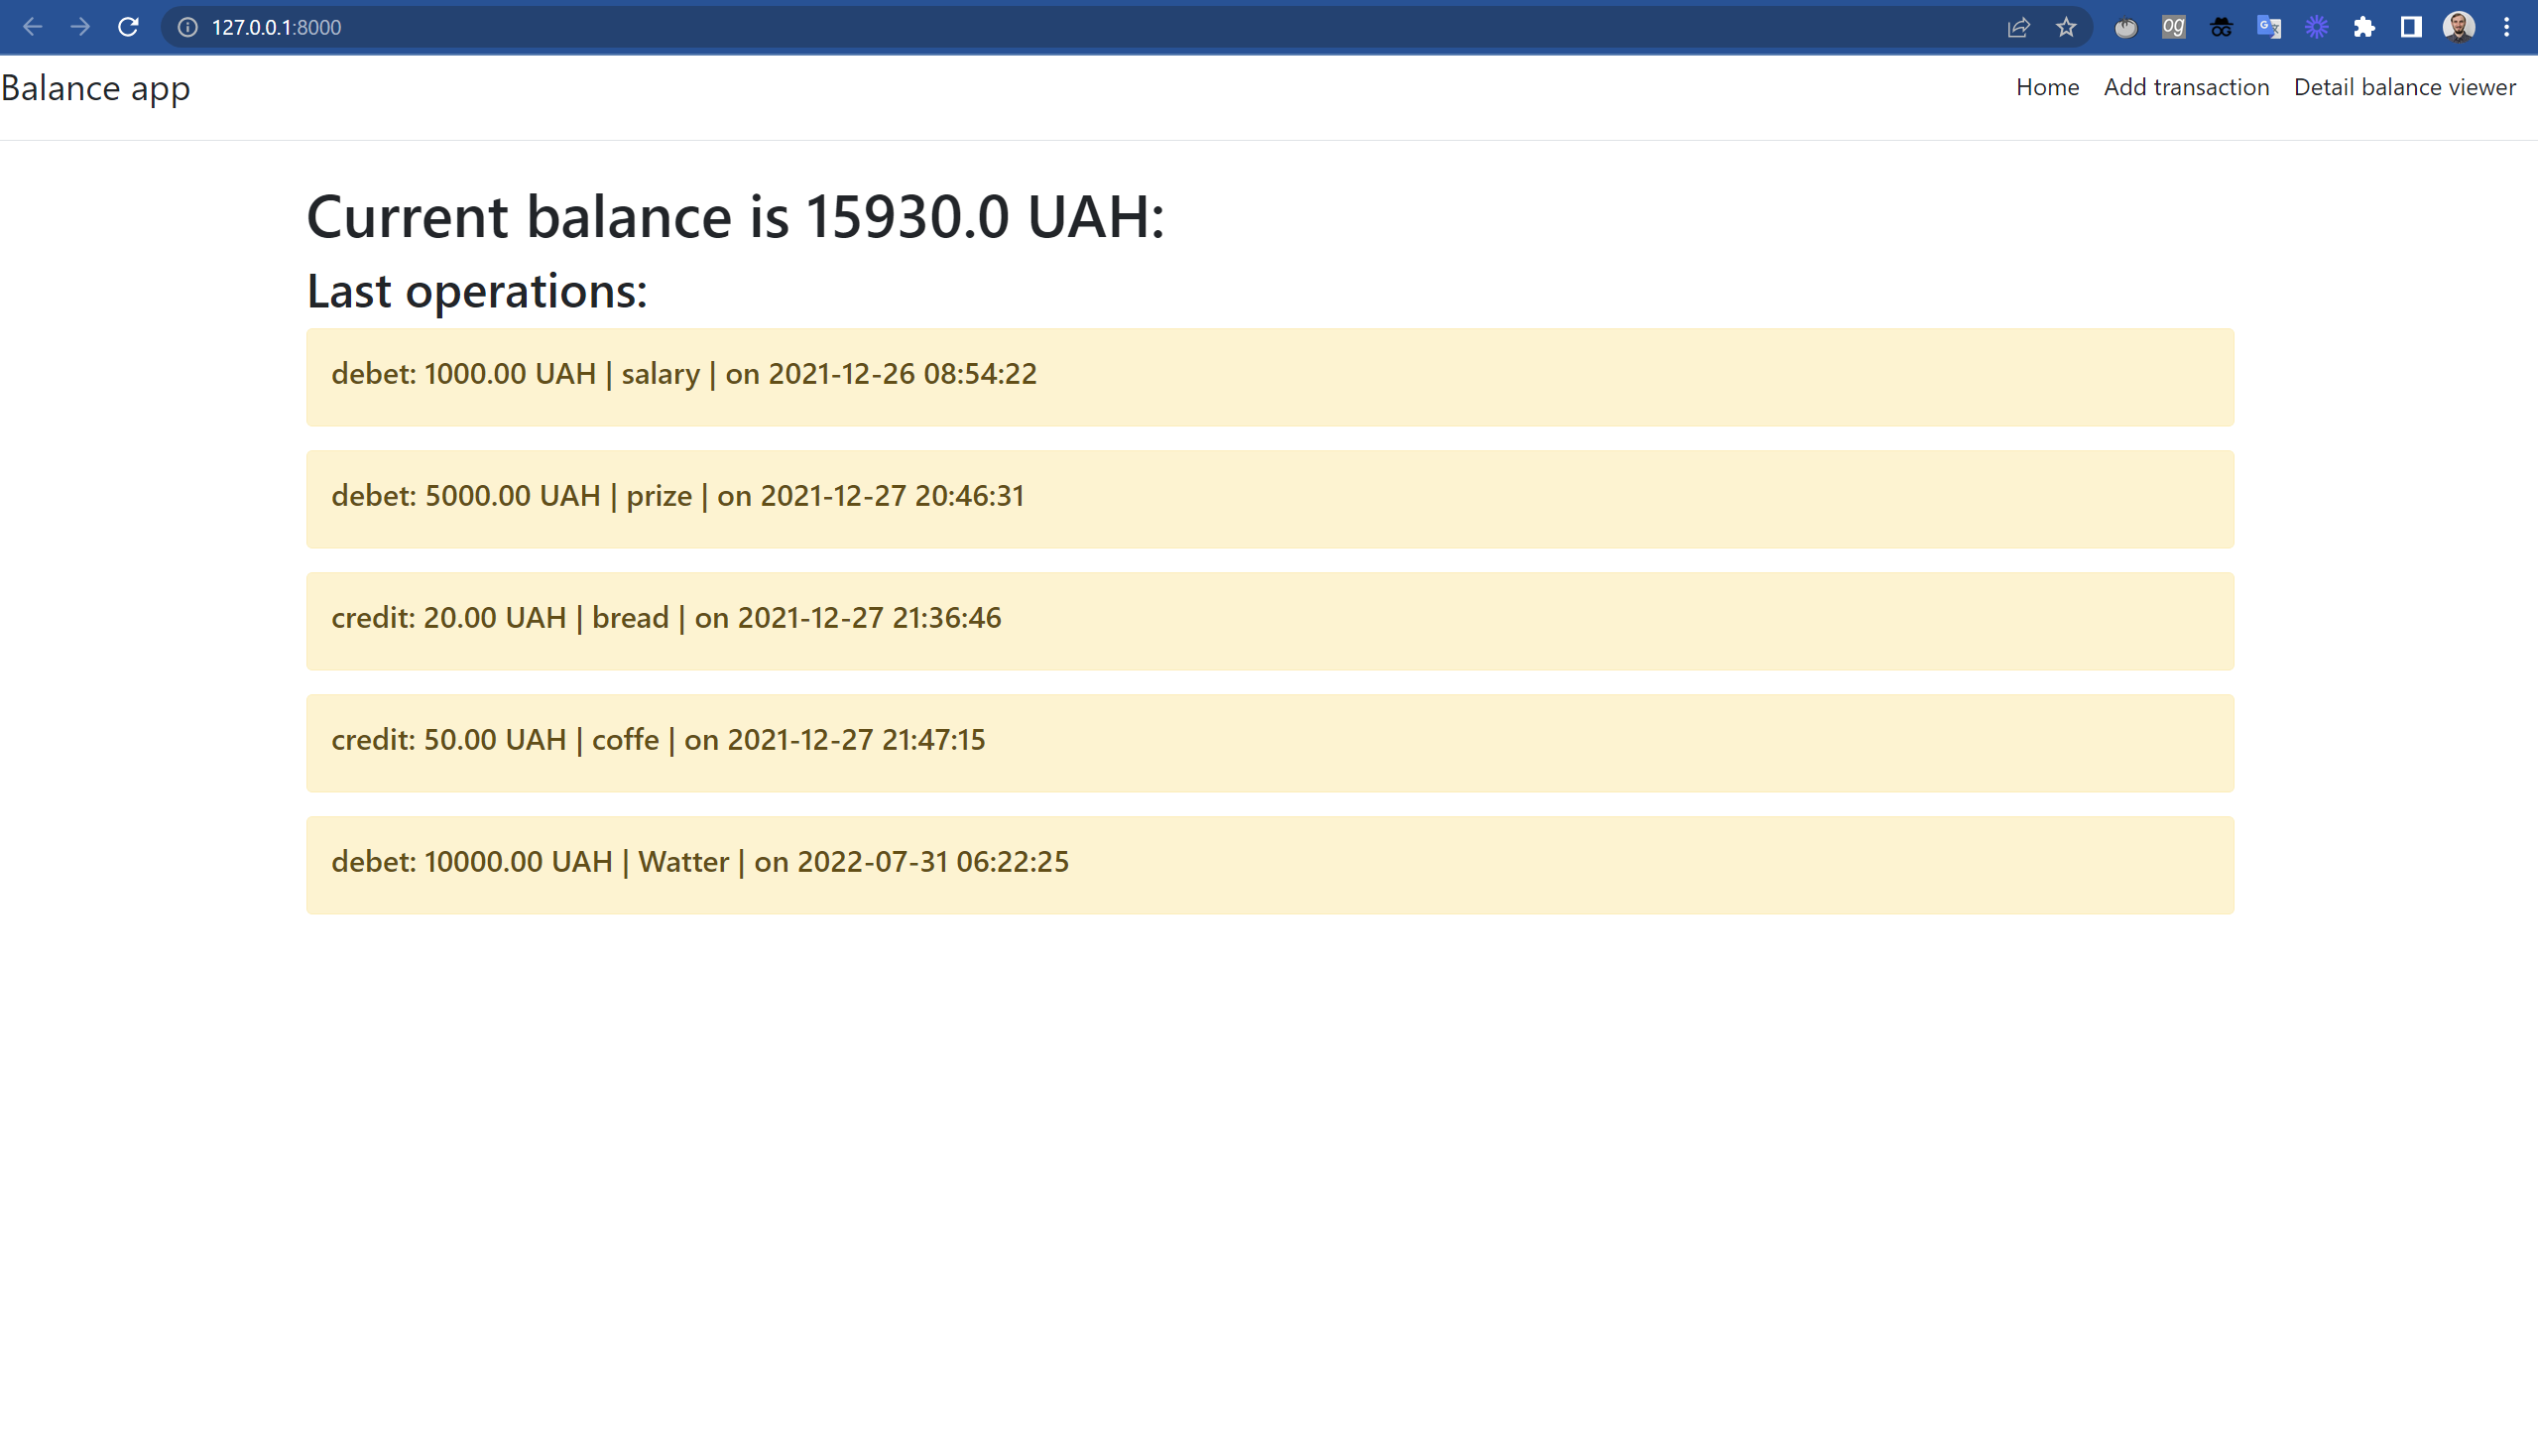 127.0.0.1:8000
og
Balance app
Home Add transaction Detail balance viewer
Current balance is 15930.0 UAH:
Last operations:
debet: 1000.00 UAH | salary | on 2021-12-26 08:54:22
debet: 5000.00 UAH | prize | on 2021-12-27 20:46:31
credit: 20.00 UAH | bread | on 2021-12-27 21:36:46
credit: 50.00 UAH | coffe | on 2021-12-27 21:47:15
debet: 10000.00 UAH | Watter | on 2022-07-31 06:22:25